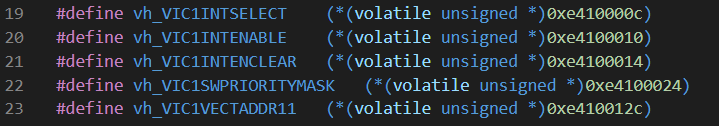 19 #define vh_VIC1INTSELECT (*(volatile unsigned *)0xe410000c)
20 #define vh_VIC1INTENABLE (*(volatile unsigned *)0xe4100010)
21 #define vh_VIC1INTENCLEAR (*(volatile unsigned *)0xe4100014)
22 #define vh_VIC1SWPRIORITYMASK (*(volatile unsigned *)0xe4100024)
23 #define vh_VIC1VECTADDR11 (*(volatile unsigned *)0xe410012c)